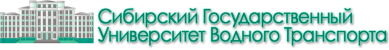 Сибирский Государственный
Университет Водного Транспорта